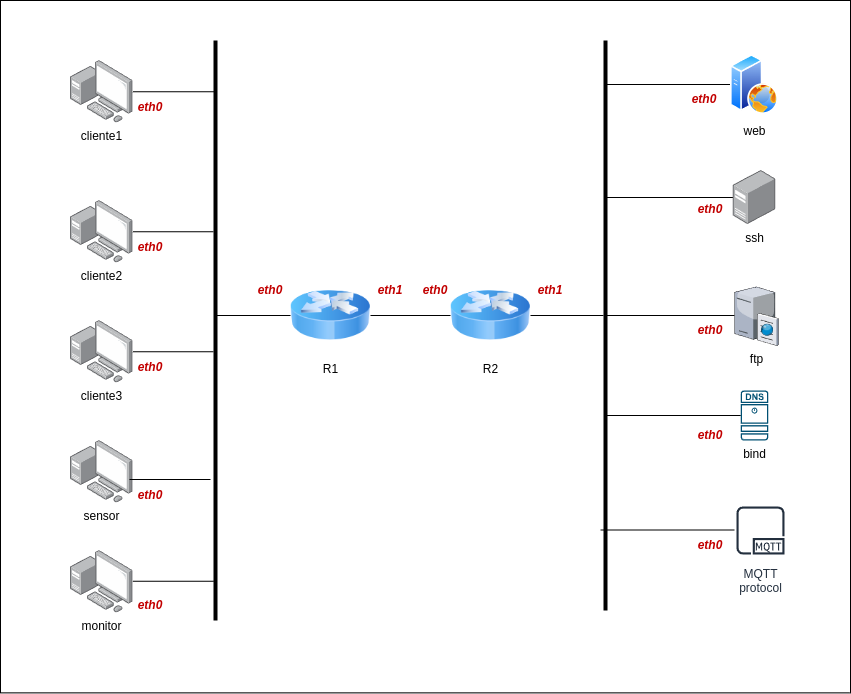 eth0
cliente1
eth0
cliente2
eth0
cliente3
eth0
sensor
eth0
monitor
eth0
eth1
R1
eth0
eth1
R2
eth0
web
eth0
ssh
eth0
ftp
DNS
eth0
bind
MQTT
eth0
MQTT
protocol